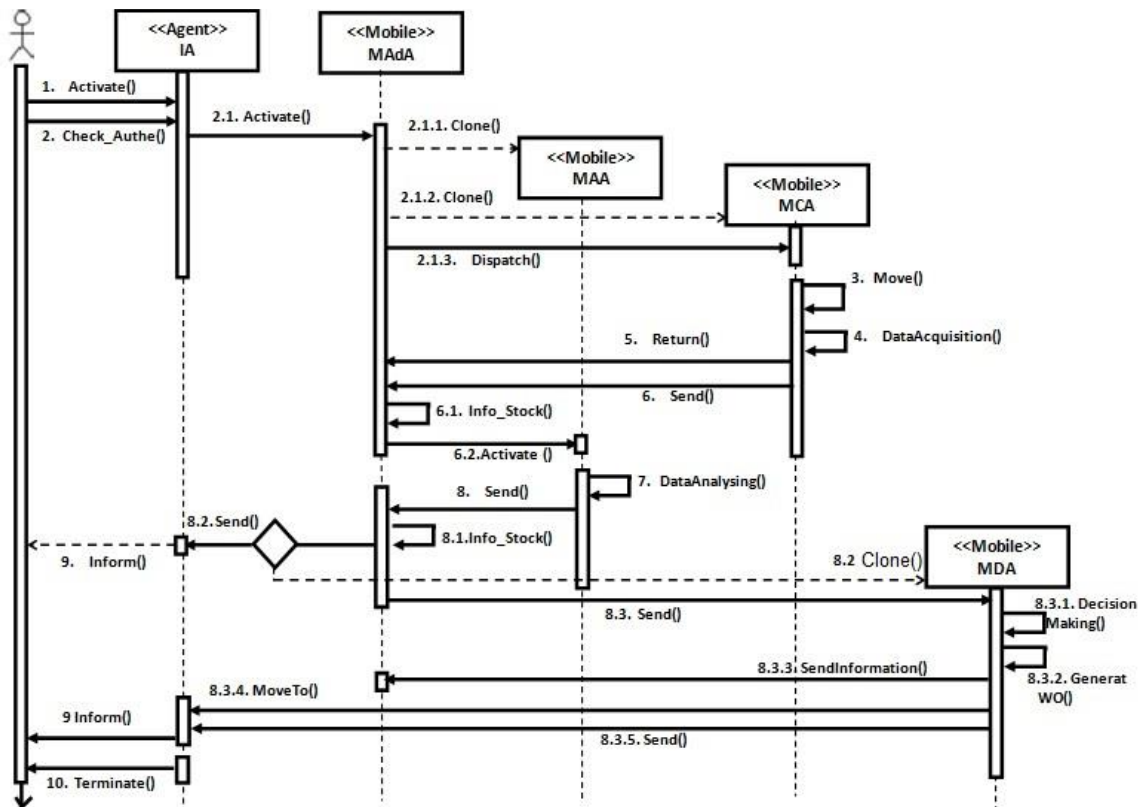 <<Agent>>
IA
<<Mobile>>
MAdA
1. Activate()
2. Check_Authe()
2.1. Activate()
2.1.1. Clone()
<<Mobile>>
MAA
2.1.2. Clone()
<<Mobile>>
MCA
2.1.3. Dispatch()
3. Move()
4. DataAcquisition()
5. Return()
6. Send()
6.1. Info_Stock()
6.2.Activate ()
7. DataAnalysing()
8. Send()
8.2. Send()
8.1.Info_Stock()
9. Inform()
8.2 Clone()
<<Mobile>>
MDA
8.3. Send()
8.3.1. Decision
Making()
8.3.3. SendInformation()
8.3.2. Generat
WO()
8.3.4. MoveTo()
9 Inform()
8.3.5. Send()
10. Terminate()